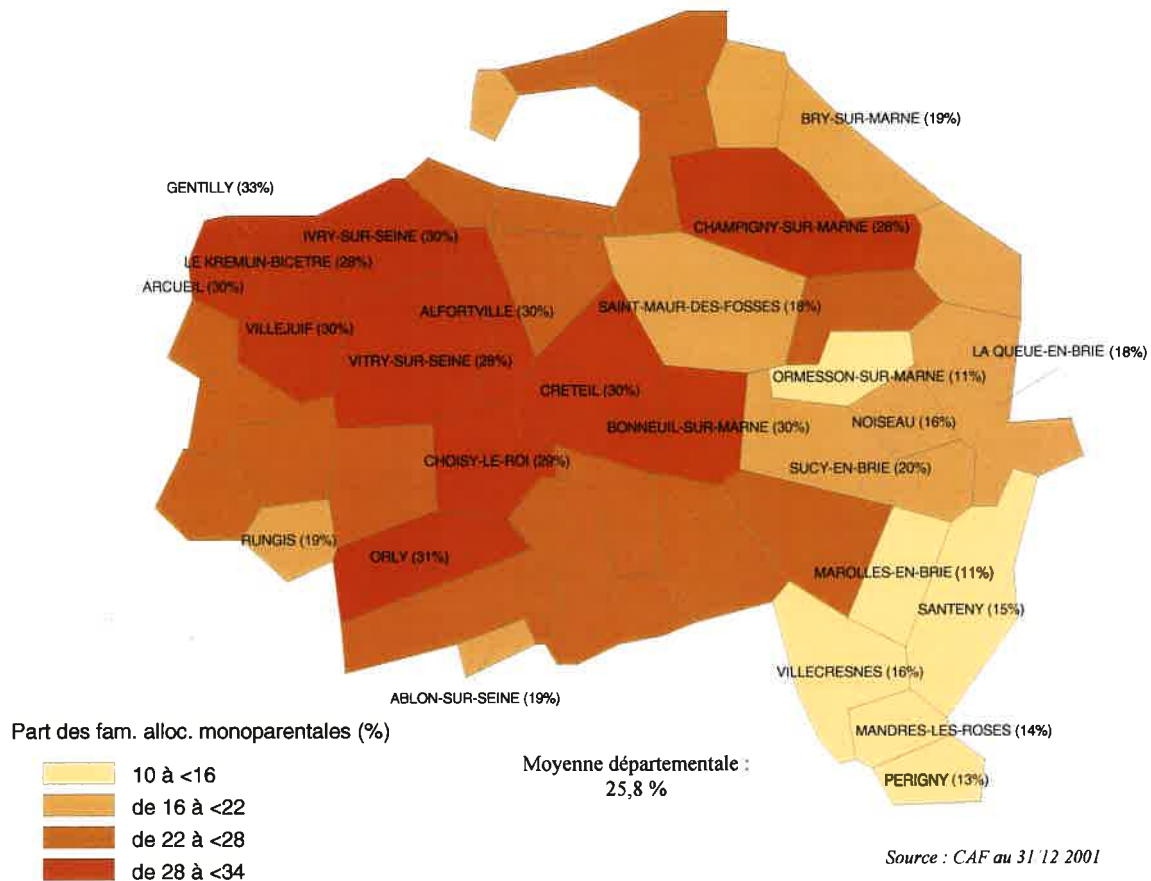 BRY-SUR-MARNE (19%)
GENTILLY (33%)
CHAMPIGNY-SUR-MARNE (28%)
IVRY-SUR-SEINE (30%)
LE KREMLIN-BICETRE (28%)
ARCUEIL (30%)
SAINT-MAUR-DES-FOSSES (18%)
ALFORTVILLE (30%)
VILLEJUIF (30%)
LA QUEUE-EN-BRIE (18%)
VITRY-SUR-SEINE (28%)
ORMESSON-SUR-MARNE (11%)
CRETEIL (30%)
NOISEAU (16%)
BONNEUIL-SUR-MARNE (30%)
CHOISY-LE-ROI (29%)
SUCY-EN-BRIE (20%)
RUNGIS (19%)
ORLY (31%)
MAROLLES-EN-BRIE (11%)
SANTENY (15%)
VILLECRESNES (16%)
ABLON-SUR-SEINE (19%)
MANDRES-LES-ROSES (14%)
PERIGNY (13%)
Part des fam. alloc. monoparentales (%)
10 à <16
de 16 à <22
de 22 à <28
de 28 à <34
Moyenne départementale :
25,8 %
Source : CAF au 31 12 2001